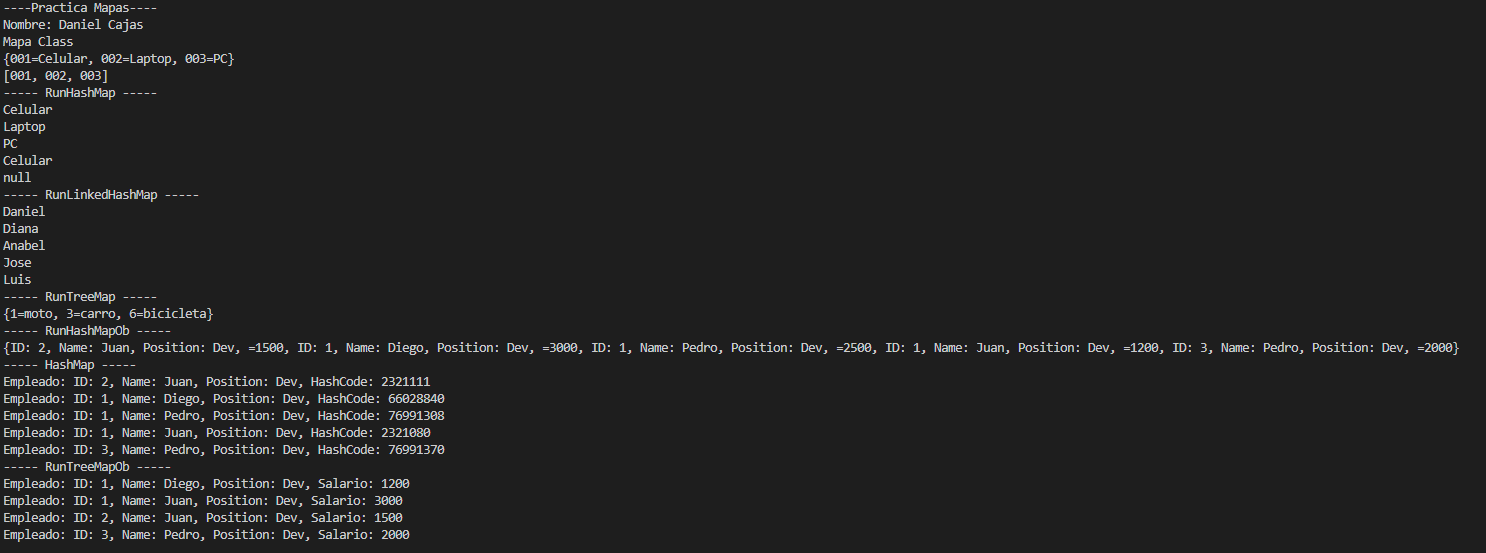 ----Practica Mapas----
Nombre: Daniel Cajas
Mapa Class
{001=Celular, 002=Laptop, 003=PC}
[001, 002, 003]
----- RunHashMap -----
Celular
Laptop
PC
Celular
null
----- RunLinkedHashMap -----
Daniel
Diana
Anabel
Jose
Luis
----- RunTreeMap -----
{1=moto, 3=carro, 6=bicicleta}
----- RunHashMapOb -----
{ID: 2, Name: Juan, Position: Dev, =1500, ID: 1, Name: Diego, Position: Dev, =3000, ID: 1, Name: Pedro, Position: Dev, =2500, ID: 1, Name: Juan, Position: Dev, =1200, ID: 3, Name: Pedro, Position: Dev, =2000}
----- HashMap -----
Empleado: ID: 2, Name: Juan, Position: Dev, HashCode: 2321111
Empleado: ID: 1, Name: Diego, Position: Dev, HashCode: 66028840
Empleado: ID: 1, Name: Pedro, Position: Dev, HashCode: 76991308
Empleado: ID: 1, Name: Juan, Position: Dev, HashCode: 2321080
Empleado: ID: 3, Name: Pedro, Position: Dev, HashCode: 76991370
----- RunTreeMapOb -----
Empleado: ID: 1, Name: Diego, Position: Dev, Salario: 1200
Empleado: ID: 1, Name: Juan, Position: Dev, Salario: 3000
Empleado: ID: 2, Name: Juan, Position: Dev, Salario: 1500
Empleado: ID: 3, Name: Pedro, Position: Dev, Salario: 2000